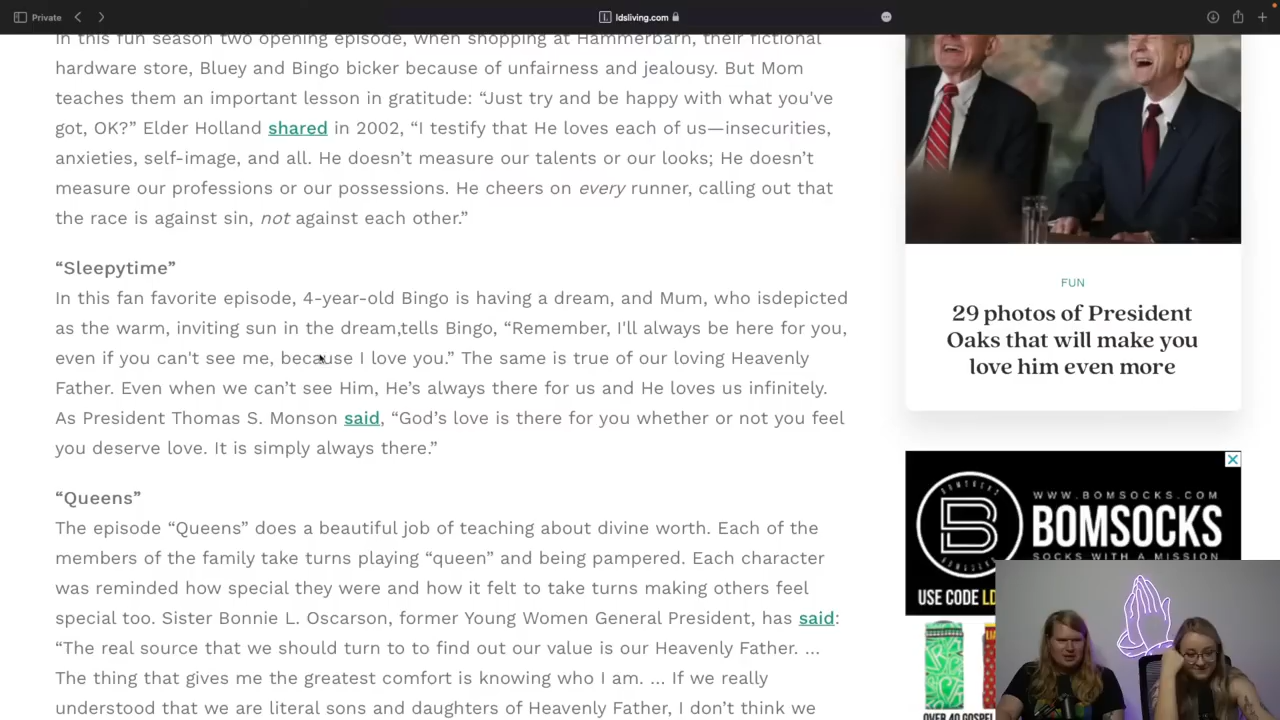 Private
ldsliving.com
In this fun season two opening episode, when shopping at Hammerbarn, their fictional
hardware store, Bluey and Bingo bicker because of unfairness and jealousy. But Mom
teaches them an important lesson in gratitude: “Just try and be happy with what you've
got, OK?” Elder Holland shared in 2002, “I testify that He loves each of us—insecurities,
anxieties, self-image, and all. He doesn’t measure our talents or our looks; He doesn’t
measure our professions or our possessions. He cheers on every runner, calling out that
the race is against sin, not against each other.”
“Sleepytime”
In this fan favorite episode, 4-year-old Bingo is having a dream, and Mum, who isdepicted
as the warm, inviting sun in the dream,tells Bingo, “Remember, I'll always be here for you,
even if you can't see me, because I love you.” The same is true of our loving Heavenly
Father. Even when we can’t see Him, He’s always there for us and He loves us infinitely.
As President Thomas S. Monson said, “God’s love is there for you whether or not you feel
you deserve love. It is simply always there.”
“Queens”
The episode “Queens” does a beautiful job of teaching about divine worth. Each of the
members of the family take turns playing “queen” and being pampered. Each character
was reminded how special they were and how it felt to take turns making others feel
special too. Sister Bonnie L. Oscarson, former Young Women General President, has said:
“The real source that we should turn to to find out our value is our Heavenly Father. ...
The thing that gives me the greatest comfort is knowing who I am. ... If we really
understood that we are literal sons and daughters of Heavenly Father, I don’t think we
FUN
29 photos of President
Oaks that will make you
love him even more
WWW.BOMSOCKS.COM
BOMSOCKS
SOCKS WITH A MISSION
USE CODE LD
OVER 40 GOSPEL